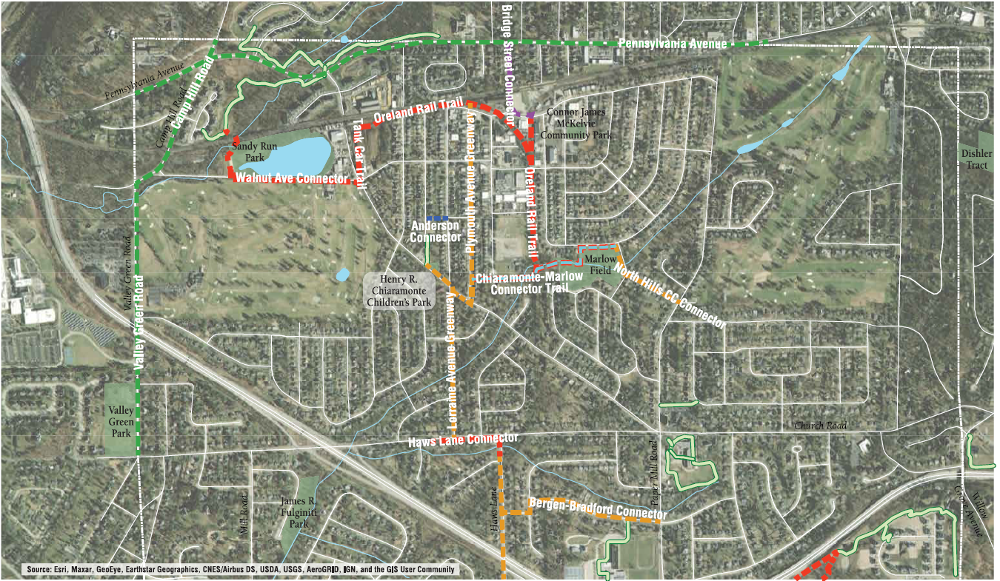 Bridge Street Connector
Pennsylvania Avenue
Pennsylvania Avenue
Camp Hill Road
Camp Hill Road
Oreland Rail Trail
Tank Car Trail
Plymouth Avenue Greenway
Connor James
McKelvie
Community Park
Sandy Run
Park
Dishler
Tract
Walnut Ave Connector
Oreland Rail Trail
Anderson
Connector
Valley Green Road
Valley Green Road
Marlow
Field
Henry R.
Chiaramonte
Children's Park
Chiaramonte-Marlow
Connector Trail
North Hills CC Connector
Lorraine Avenue Greenway
Valley
Green
Park
Church Road
Haws Lane Connector
Paper Mill Road
Haws Lane
Mill Road
James R.
Fulginiti
Park
Bergen-Bradford Connector
Willow
Grove Avenue
Source: Esri, Maxar, GeoEye, Earthstar Geographics, CNES/Airbus DS, USDA, USGS, AeroGRID, IGN, and the GIS User Community